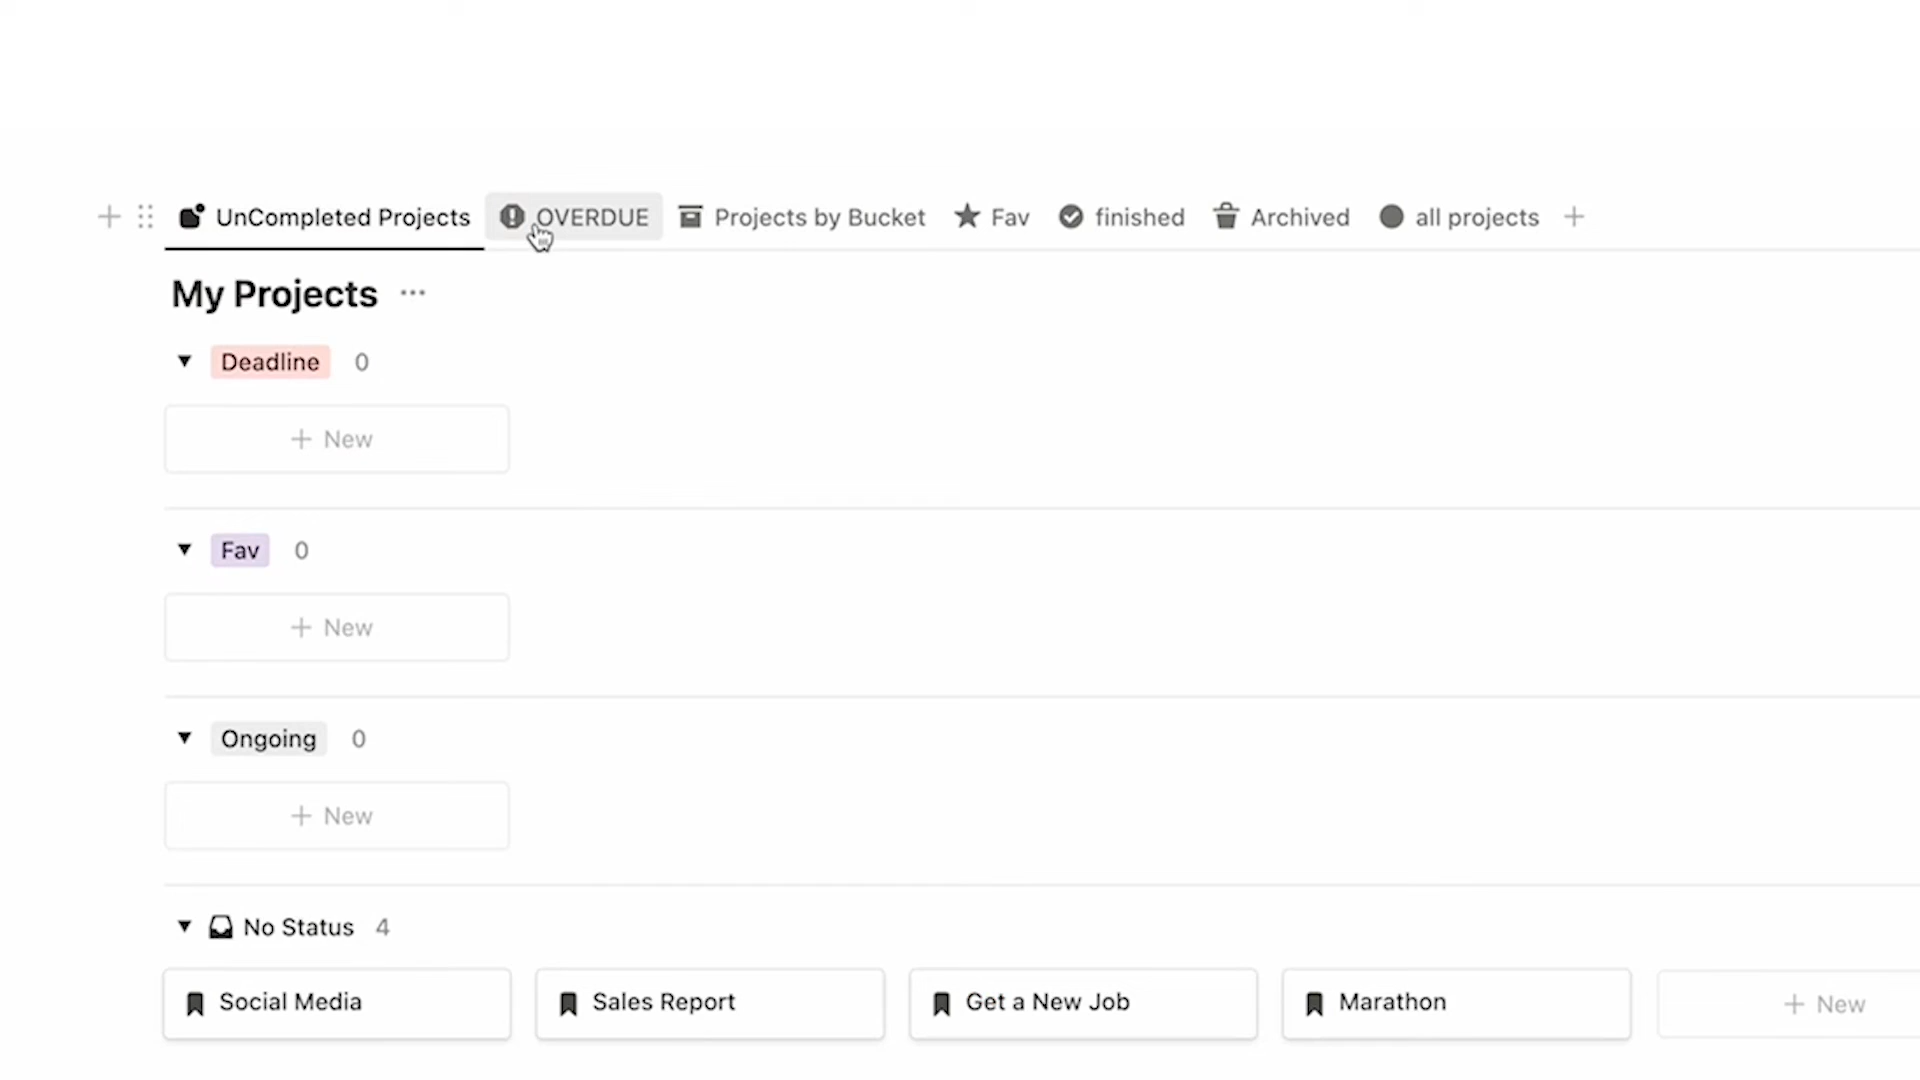 UnCompleted Projects OVERDUE Projects by Bucket Fav finished Archived all projects
My Projects
Deadline 0
New
Fav 0
New
Ongoing 0
New
No Status 4
Social Media Sales Report Get a New Job Marathon New